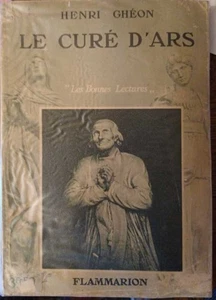 HENRI GHÉON
LE CURÉ D'ARS
"Les Bonnes Lectures"
FLAMMARION